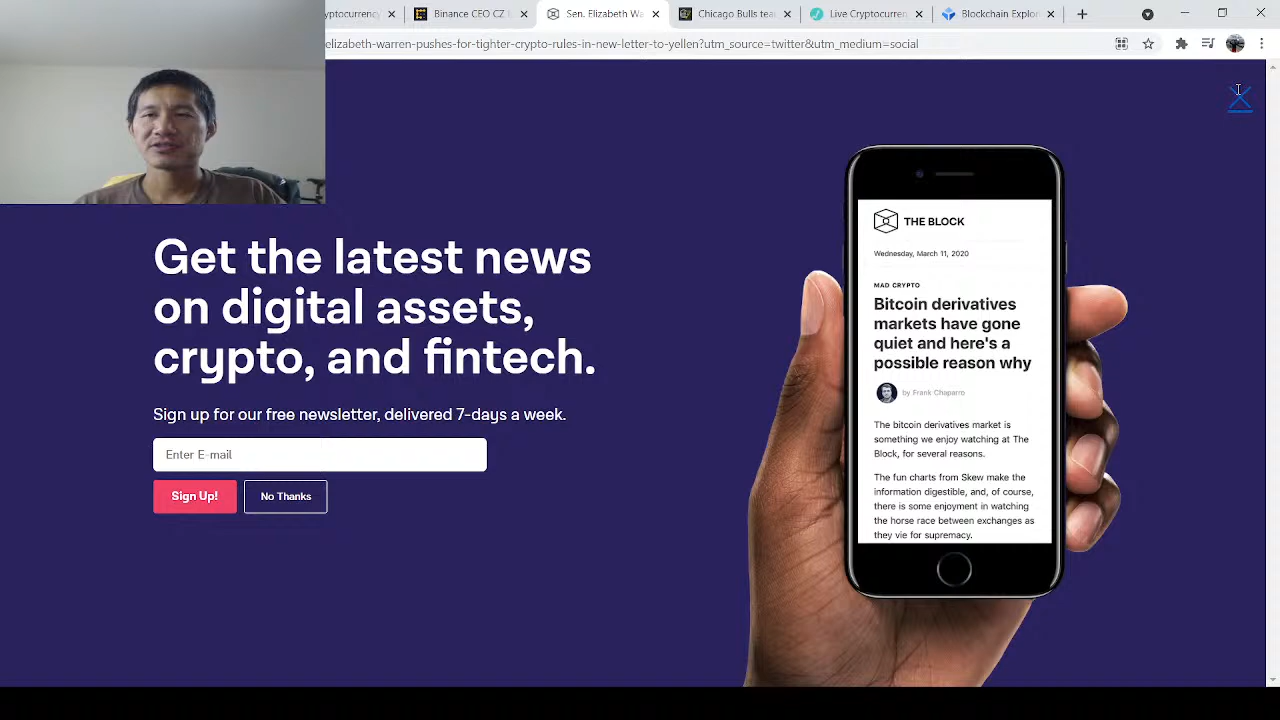 yptocurrency
Binance CEO CZ
Sen. Elizabeth Wa
Chicago Bulls tea
Live Cryptocurren
Blockchain Explor
elizabeth-warren-pushes-for-tighter-crypto-rules-in-new-letter-to-yellen?utm_source=twitter&utm_medium=social
Get the latest news
on digital assets,
crypto, and fintech.
Sign up for our free newsletter, delivered 7-days a week.
Enter E-mail
Sign Up!
No Thanks
THE BLOCK
Wednesday, March 11, 2020
MAD CRYPTO
Bitcoin derivatives
markets have gone
quiet and here's a
possible reason why
by Frank Chaparro
The bitcoin derivatives market is
something we enjoy watching at The
Block, for several reasons.
The fun charts from Skew make the
information digestible, and, of course,
there is some enjoyment in watching
the horse race between exchanges as
they vie for supremacy.